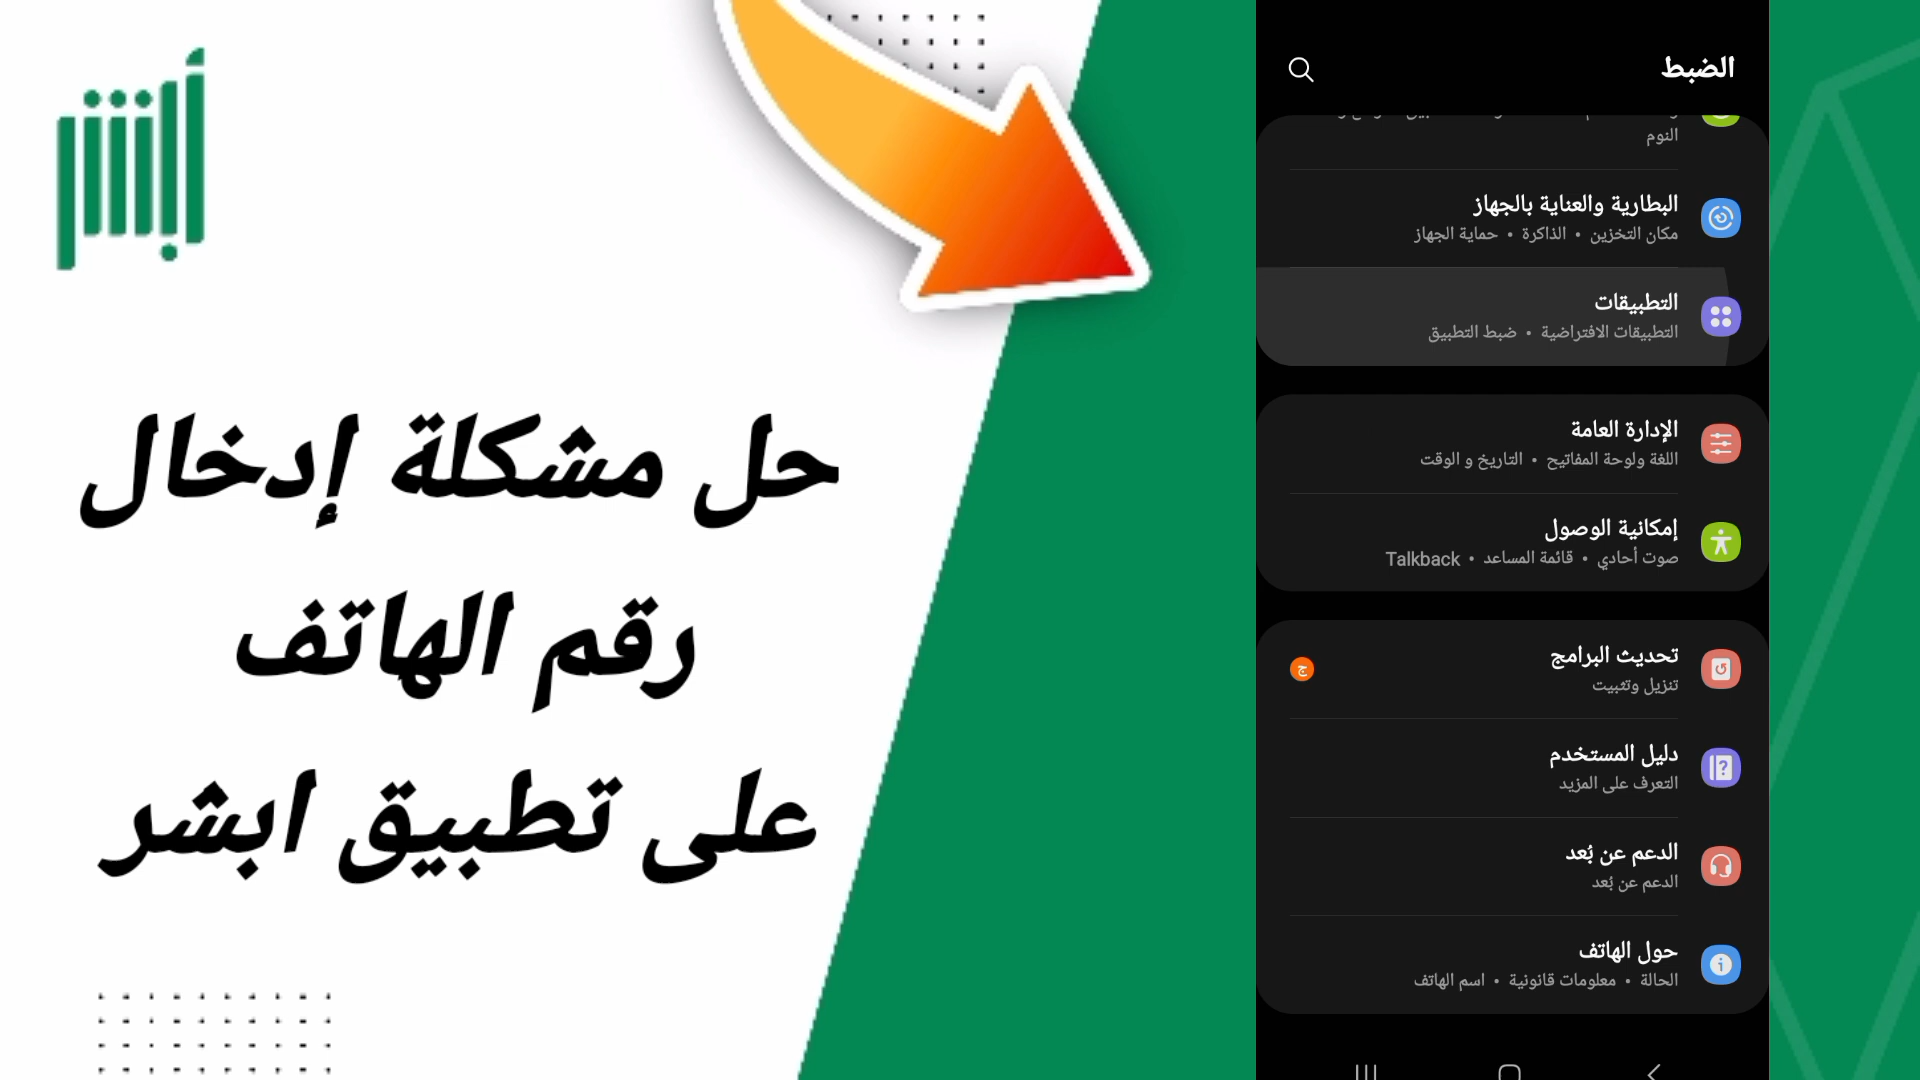 أبشر
حل مشكلة إدخال
رقم الهاتف
على تطبيق ابشر
الضبط
النوم
البطارية والعناية بالجهاز
مكان التخزين • الذاكرة • حماية الجهاز
التطبيقات
التطبيقات الافتراضية • ضبط التطبيق
الإدارة العامة
اللغة ولوحة المفاتيح • التاريخ و الوقت
إمكانية الوصول
صوت أحادي • قائمة المساعد • Talkback
تحديث البرامج
تنزيل وتثبيت
ج
دليل المستخدم
التعرف على المزيد
الدعم عن بُعد
الدعم عن بُعد
حول الهاتف
الحالة • معلومات قانونية • اسم الهاتف